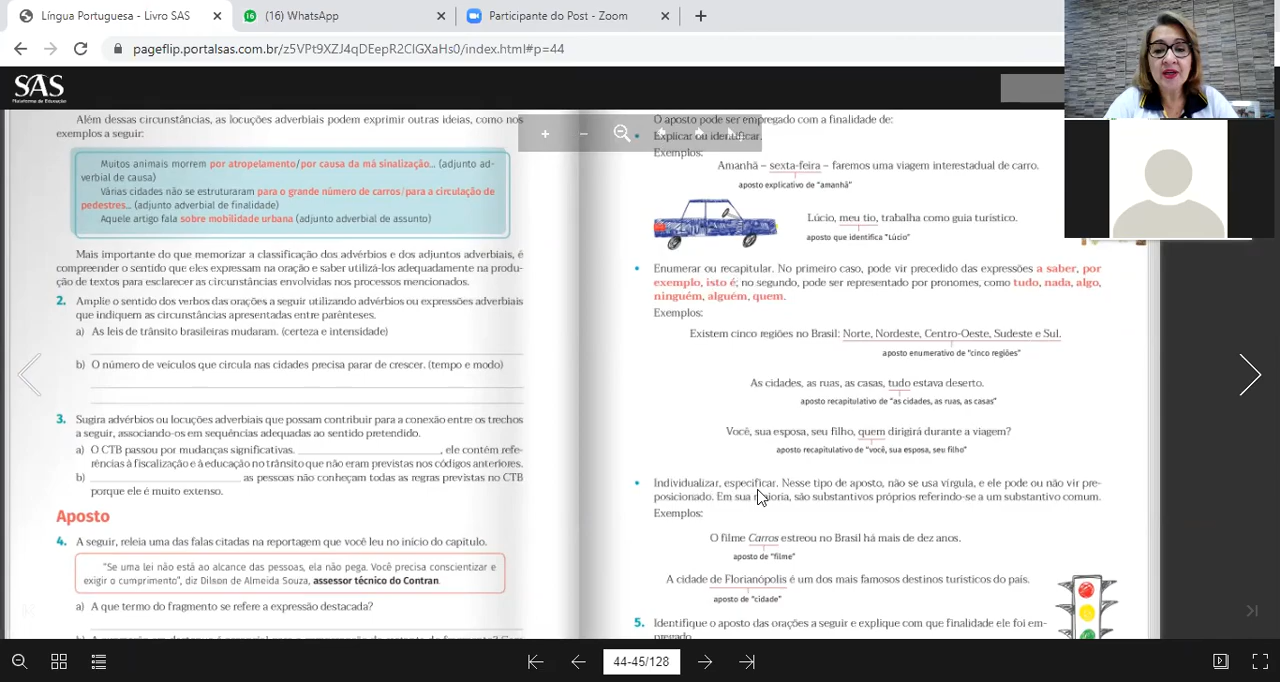 Língua Portuguesa - Livro SAS
(16) WhatsApp
Participante do Post - Zoom
pageflip.portalsas.com.br/z5VPt9XZJ4qDEepR2ClGXaHs0/index.html#p=44
SAS
Plataforma de Educação
Além dessas circunstâncias, as locuções adverbiais podem exprimir outras ideias, como nos
exemplos a seguir:
Muitos animais morrem por atropelamento/por causa da má sinalização... (adjunto ad-
verbial de causa)
Várias cidades não se estruturaram para o grande número de carros/para a circulação de
pedestres... (adjunto adverbial de finalidade)
Aquele artigo fala sobre mobilidade urbana (adjunto adverbial de assunto)
Mais importante do que memorizar a classificação dos advérbios e dos adjuntos adverbiais, é
compreender o sentido que eles expressam na oração e saber utilizá-los adequadamente na produ-
ção de textos para esclarecer as circunstâncias envolvidas nos processos mencionados.
2. Amplie o sentido dos verbos das orações a seguir utilizando advérbios ou expressões adverbiais
que indiquem as circunstâncias apresentadas entre parênteses.
a) As leis de trânsito brasileiras mudaram. (certeza e intensidade)
b) O número de veículos que circula nas cidades precisa parar de crescer. (tempo e modo)
3. Sugira advérbios ou locuções adverbiais que possam contribuir para a conexão entre os trechos
a seguir, associando-os em sequências adequadas ao sentido pretendido.
a) O CTB passou por mudanças significativas. , ele contém refe-
rências à fiscalização e à educação no trânsito que não eram previstas nos códigos anteriores.
b) as pessoas não conheçam todas as regras previstas no CTB
porque ele é muito extenso.
Aposto
4. A seguir, releia uma das falas citadas na reportagem que você leu no início do capítulo.
"Se uma lei não está ao alcance das pessoas, ela não pega. Você precisa conscientizar e
exigir o cumprimento", diz Dilson de Almeida Souza, assessor técnico do Contran.
a) A que termo do fragmento se refere a expressão destacada?
O aposto pode ser empregado com a finalidade de:
• Explicar ou identificar.
Exemplos:
Amanhã – sexta-feira – faremos uma viagem interestadual de carro.
aposto explicativo de "amanhã"
Lúcio, meu tio, trabalha como guia turístico.
aposto que identifica "Lúcio"
• Enumerar ou recapitular. No primeiro caso, pode vir precedido das expressões a saber, por
exemplo, isto é; no segundo, pode ser representado por pronomes, como tudo, nada, algo,
ninguém, alguém, quem.
Exemplos:
Existem cinco regiões no Brasil: Norte, Nordeste, Centro-Oeste, Sudeste e Sul.
aposto enumerativo de "cinco regiões"
As cidades, as ruas, as casas, tudo estava deserto.
aposto recapitulativo de "as cidades, as ruas, as casas"
Você, sua esposa, seu filho, quem dirigirá durante a viagem?
aposto recapitulativo de "você, sua esposa, seu filho"
• Individualizar, especificar. Nesse tipo de aposto, não se usa vírgula, e ele pode ou não vir pre-
posicionado. Em sua maioria, são substantivos próprios referindo-se a um substantivo comum.
Exemplos:
O filme Carros estreou no Brasil há mais de dez anos.
aposto de "filme"
A cidade de Florianópolis é um dos mais famosos destinos turísticos do país.
aposto de "cidade"
5. Identifique o aposto das orações a seguir e explique com que finalidade ele foi em-
pregado
44-45/128